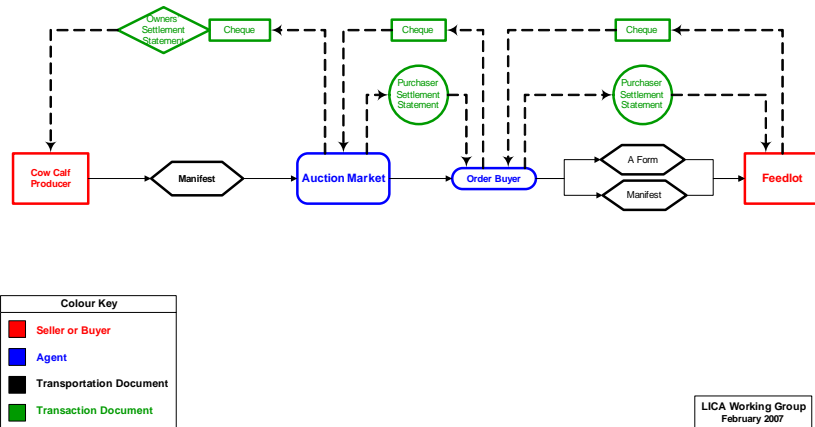 Owners
Settlement
Statement
Cheque
Cheque
Cheque
Purchaser
Settlement
Statement
Purchaser
Settlement
Statement
Cow Calf
Producer
Manifest
Auction Market
Order Buyer
A Form
Manifest
Feedlot
Colour Key
Seller or Buyer
Agent
Transportation Document
Transaction Document
LICA Working Group
February 2007